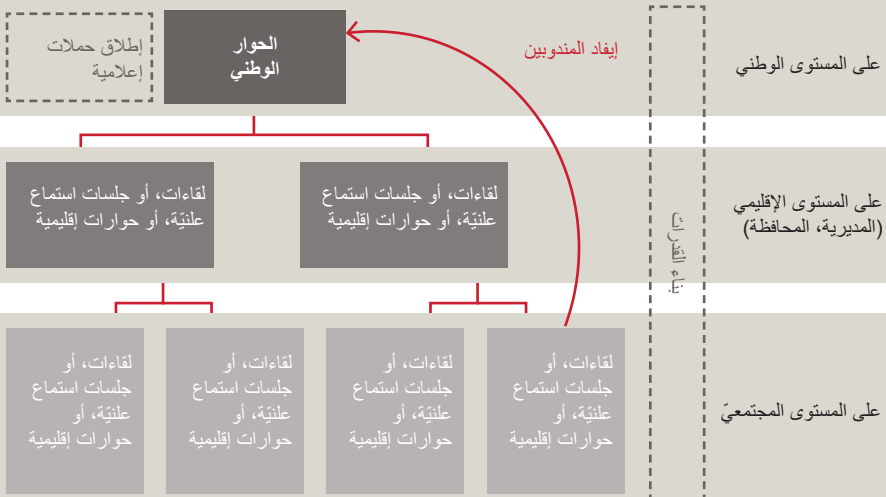 على المستوى الوطني
إيفاد المندوبين
الحوار
الوطني
إطلاق حملات
إعلامية
على المستوى الإقليمي
(المديرية، المحافظة)
بناء القدرات
لقاءات، أو جلسات استماع
علنيّة، أو حوارات إقليمية
لقاءات، أو جلسات استماع
علنيّة، أو حوارات إقليمية
على المستوى المجتمعيّ
لقاءات، أو
جلسات استماع
علنيّة، أو
حوارات إقليمية
لقاءات، أو
جلسات استماع
علنيّة، أو
حوارات إقليمية
لقاءات، أو
جلسات استماع
علنيّة، أو
حوارات إقليمية
لقاءات، أو
جلسات استماع
علنيّة، أو
حوارات إقليمية